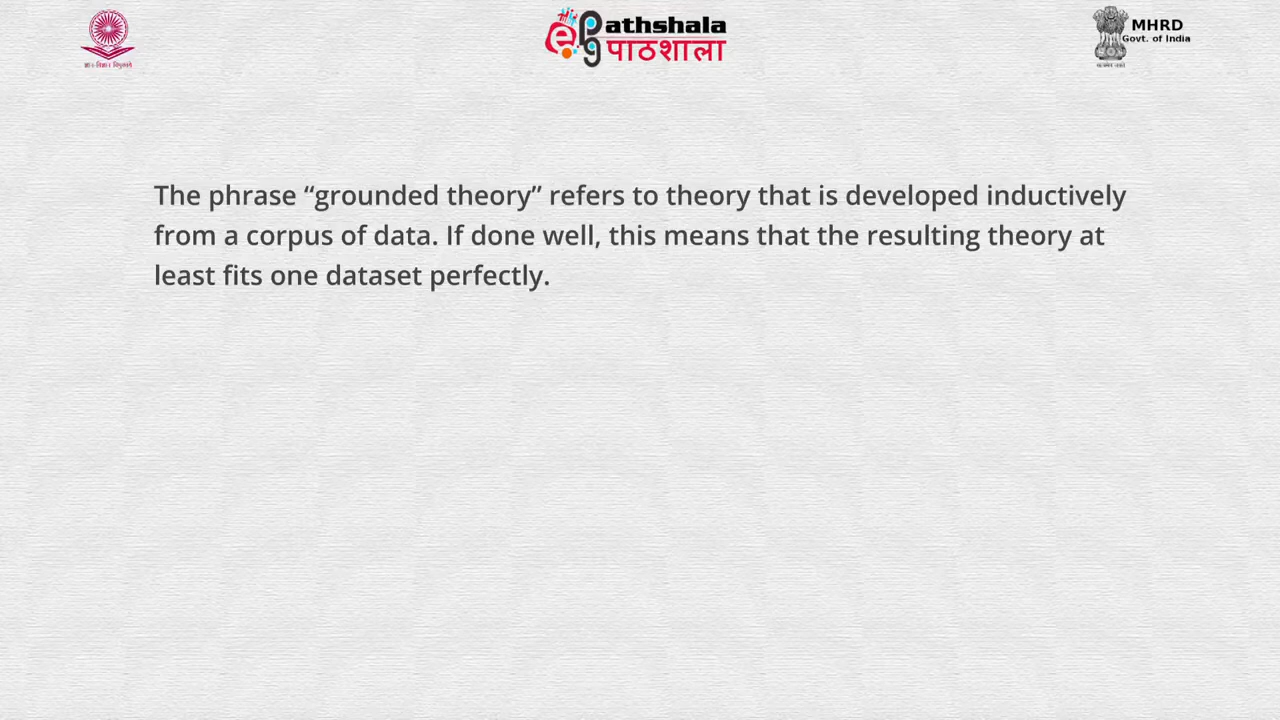 athshala
पाठशाला
MHRD
Govt. of India
The phrase “grounded theory” refers to theory that is developed inductively
from a corpus of data. If done well, this means that the resulting theory at
least fits one dataset perfectly.